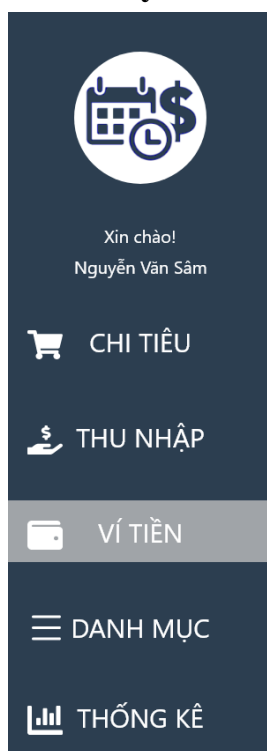 Xin chào!
Nguyễn Văn Sâm
CHI TIÊU
THU NHẬP
VÍ TIỀN
DANH MỤC
THỐNG KÊ